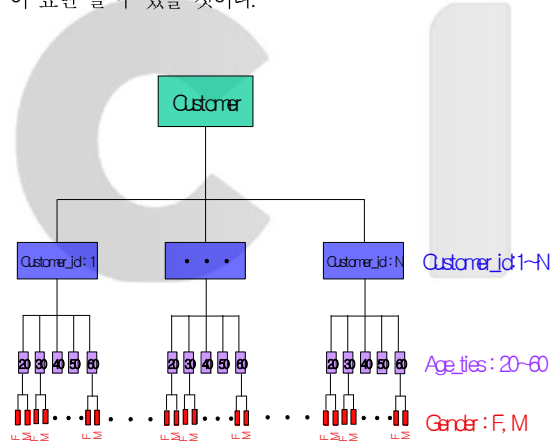 이 표현 될 수 있을 것이다.
Customer
Customer_id : 1
• • •
Customer_id : N
Customer_id:1~N
20 30 40 50 60
20 30 40 50 60
20 30 40 50 60
Age_ties : 20~60
• • • • • • • • • • • • • • • • •
Gender : F, M
F M F M F M F M F M F M F M F M F M